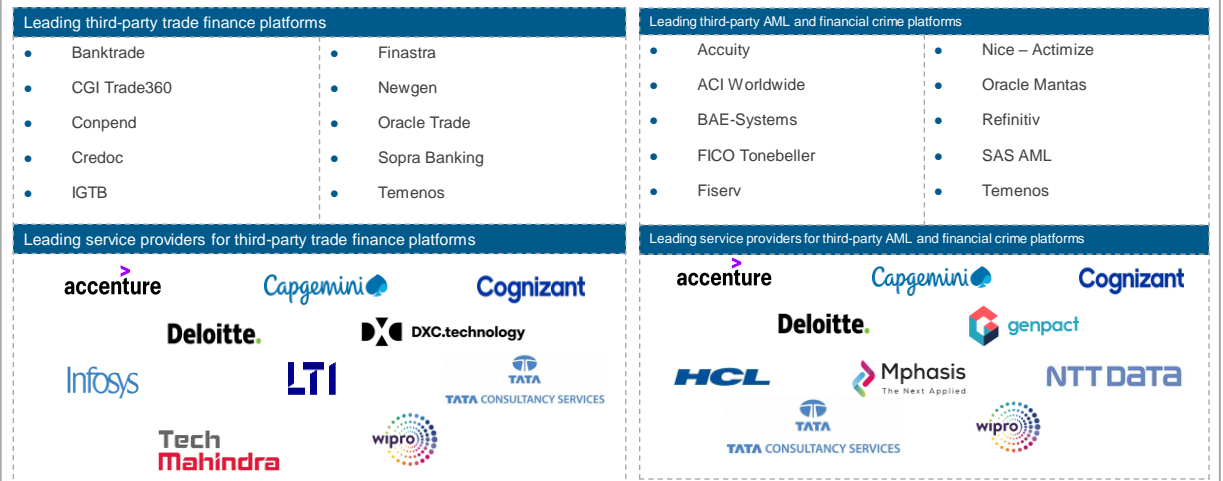 Leading third-party trade finance platforms
• Banktrade
• CGI Trade360
• Conpend
• Credoc
• IGTB
• Finastra
• Newgen
• Oracle Trade
• Sopra Banking
• Temenos
Leading service providers for third-party trade finance platforms
accenture
Capgemini
Cognizant
Deloitte.
DXC.technology
Infosys
LTI
TATA
TATA CONSULTANCY SERVICES
Tech
Mahindra
wipro
Leading third-party AML and financial crime platforms
• Accuity
• ACI Worldwide
• BAE-Systems
• FICO Tonebeller
• Fiserv
• Nice – Actimize
• Oracle Mantas
• Refinitiv
• SAS AML
• Temenos
Leading service providers for third-party AML and financial crime platforms
accenture
Capgemini
Cognizant
Deloitte.
genpact
HCL
Mphasis
The Next Applied
NTT DATA
TATA
TATA CONSULTANCY SERVICES
wipro